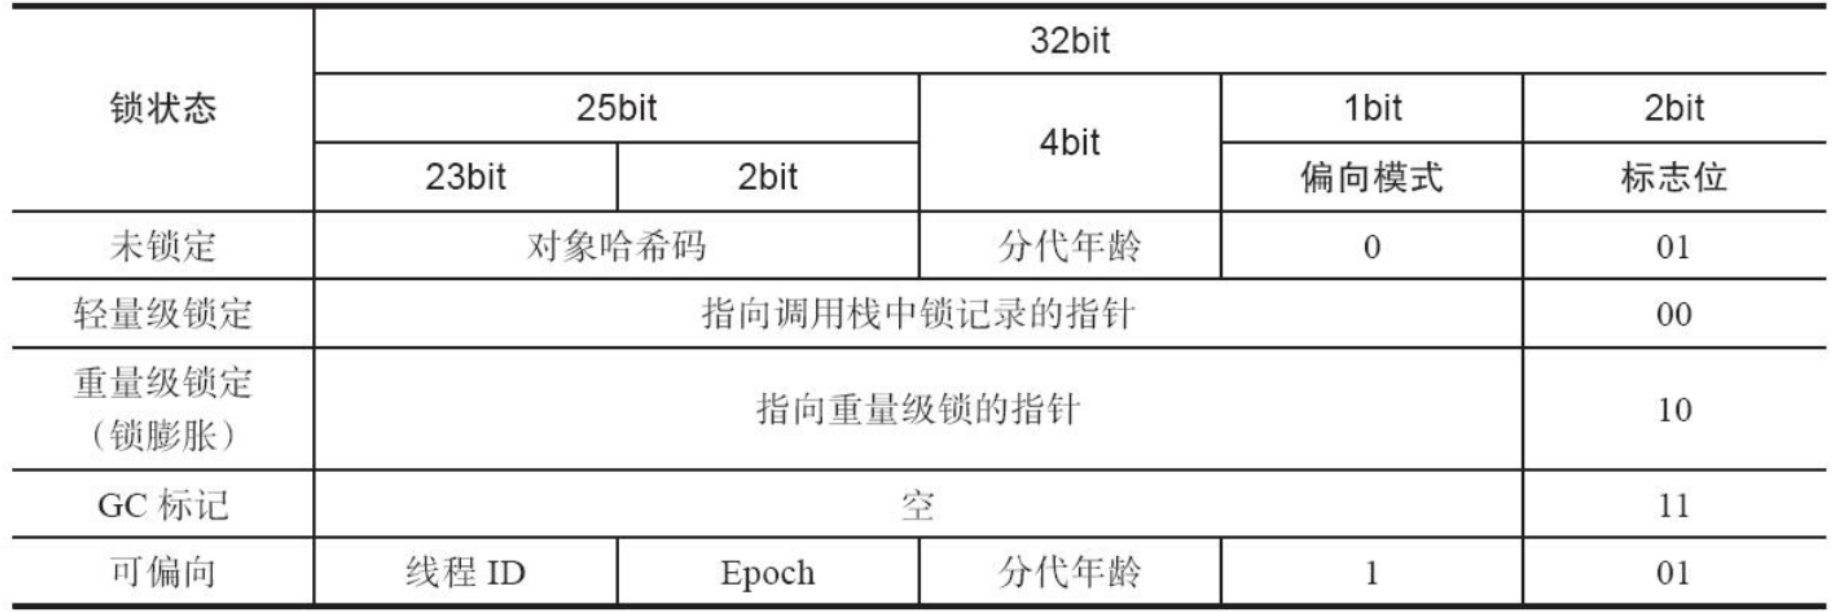 锁状态
32bit
25bit
4bit
1bit
2bit
23bit
2bit
偏向模式
标志位
未锁定
对象哈希码
分代年龄
0
01
轻量级锁定
指向调用栈中锁记录的指针
00
重量级锁定
（锁膨胀）
指向重量级锁的指针
10
GC 标记
空
11
可偏向
线程 ID
Epoch
分代年龄
1
01